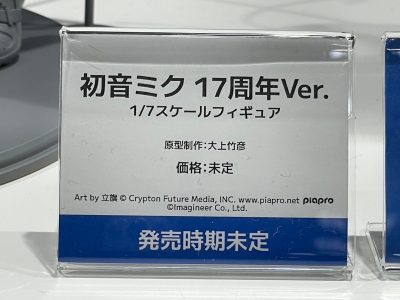 初音ミク 17周年Ver.
1/7スケールフィギュア
原型制作:大上竹彦
価格:未定
Art by 立旗 © Crypton Future Media, INC. www.piapro.net piapro
©Imagineer Co., Ltd.
発売時期未定